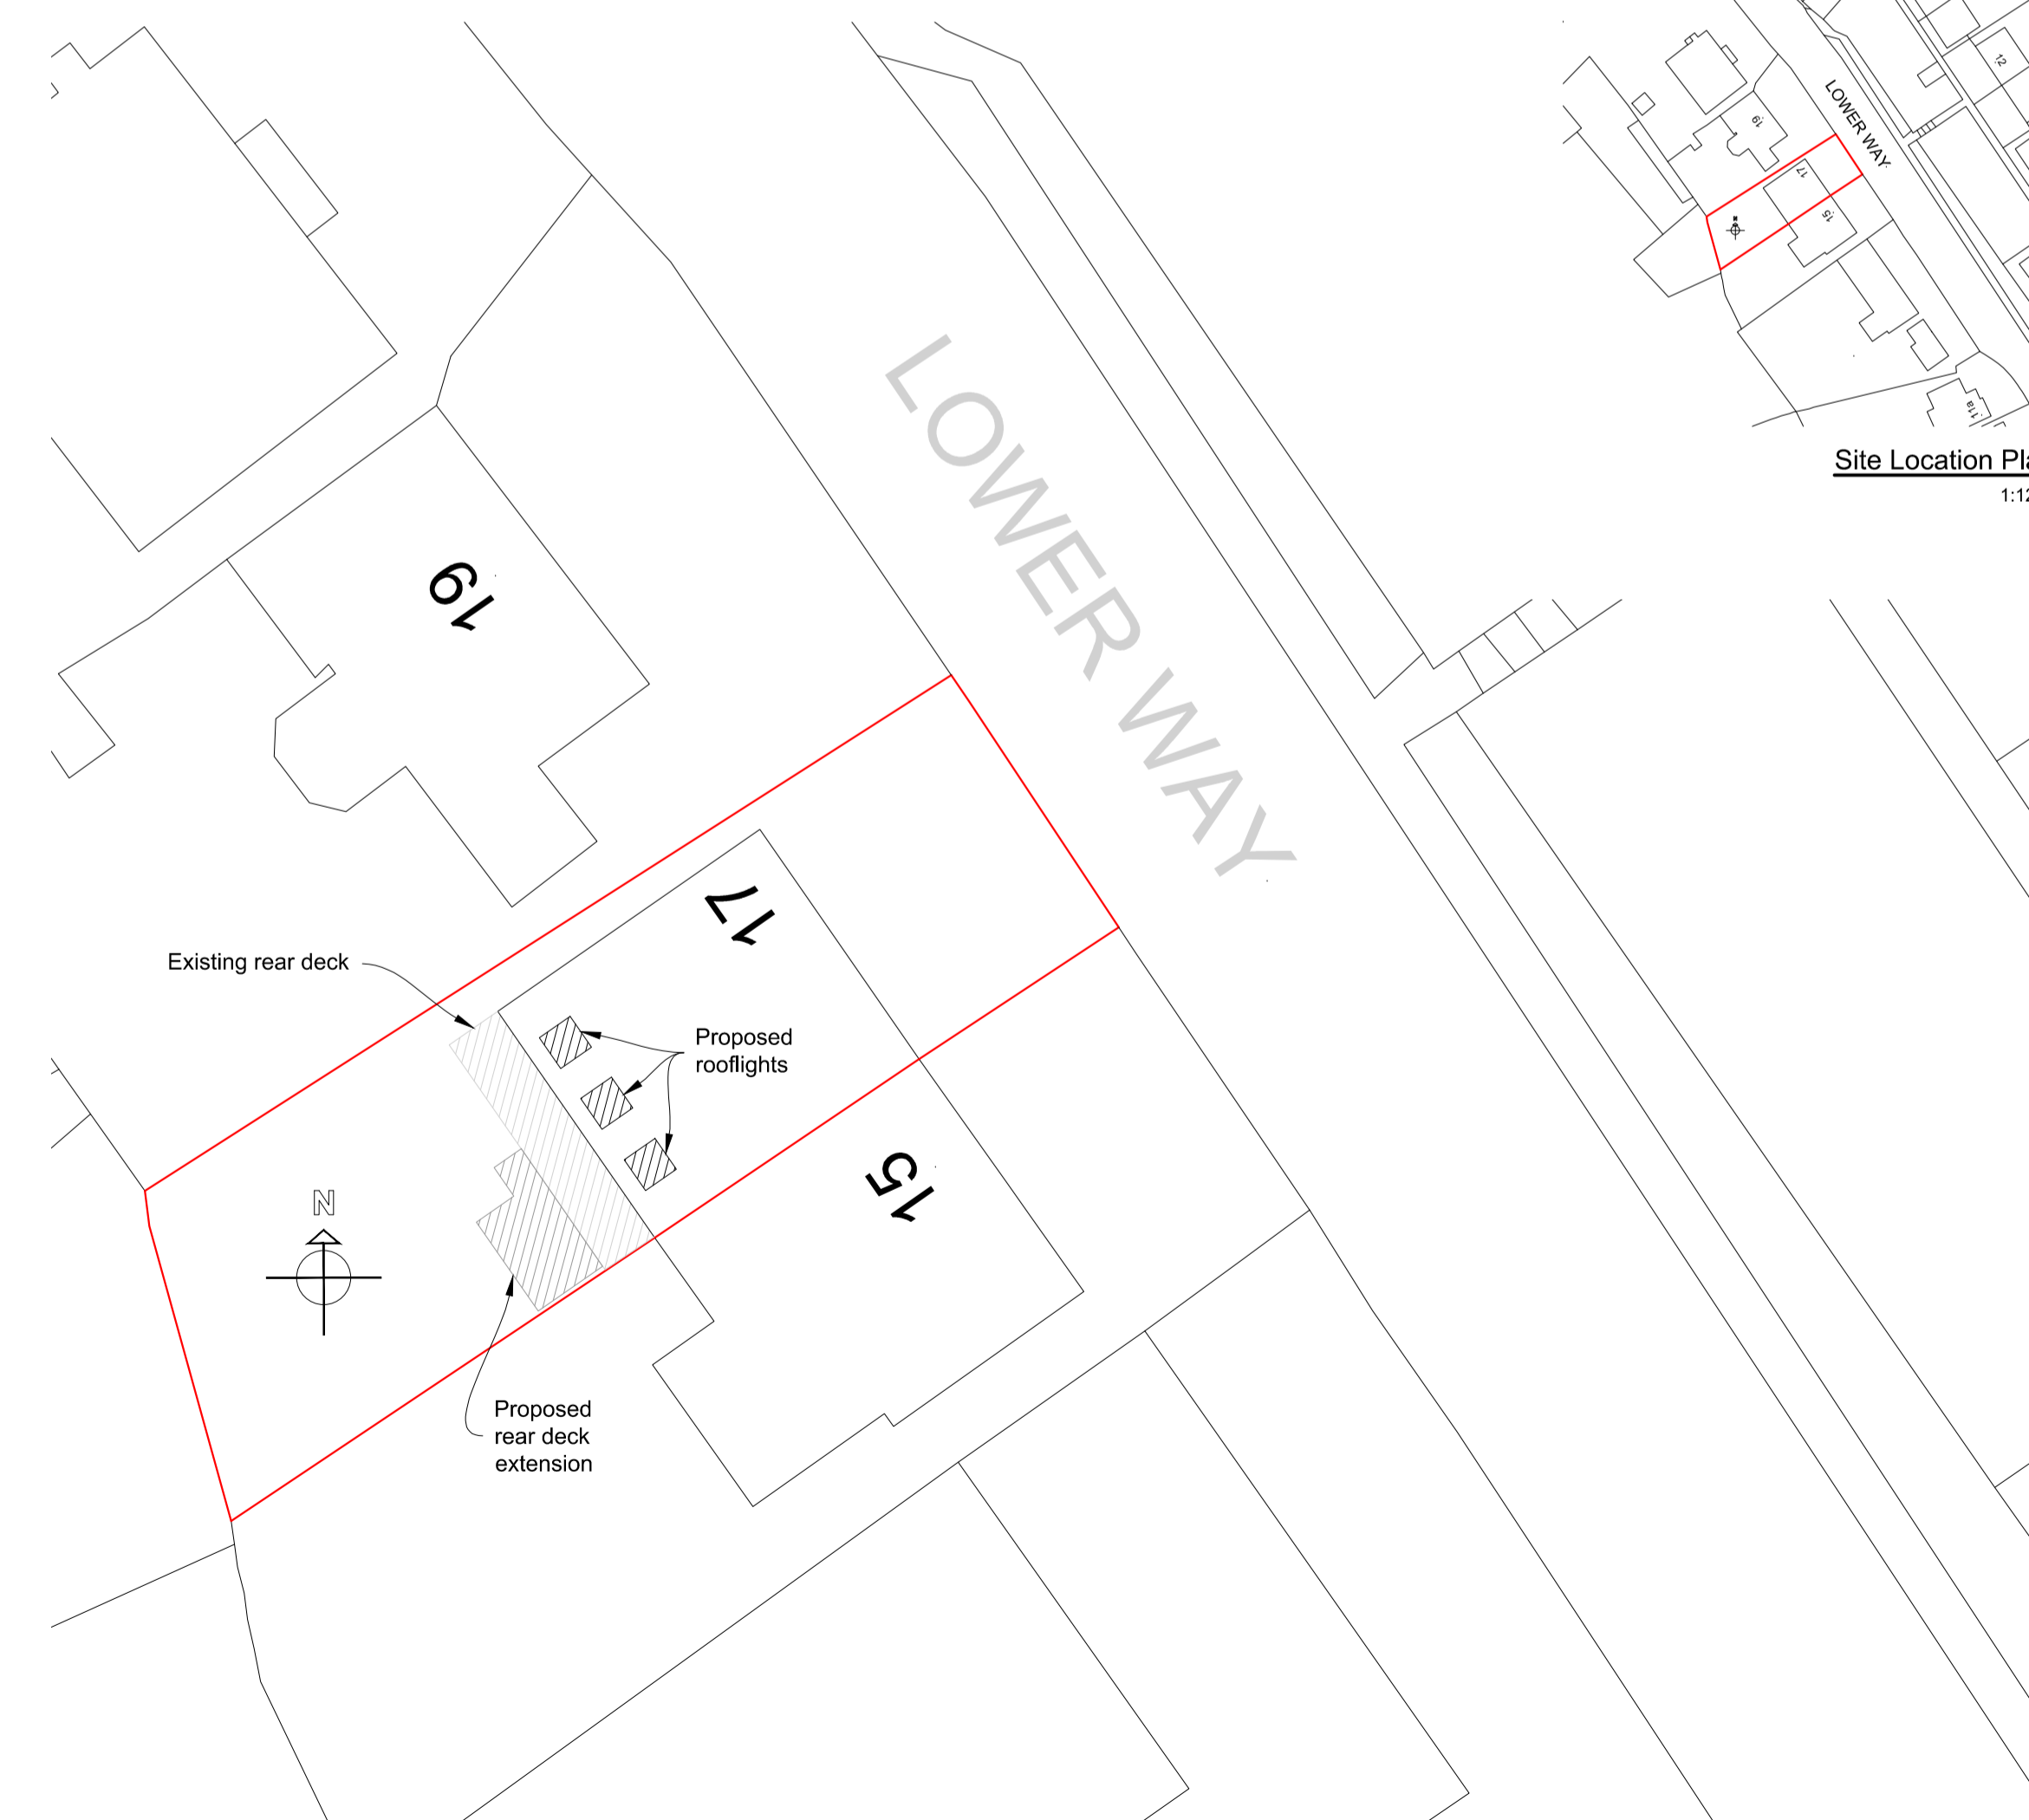 LOWER WAY
12
19
17
15
11a
Site Location Pla
1:12
LOWER WAY
19
17
Existing rear deck
Proposed
rooflights
15
N
Proposed
rear deck
extension